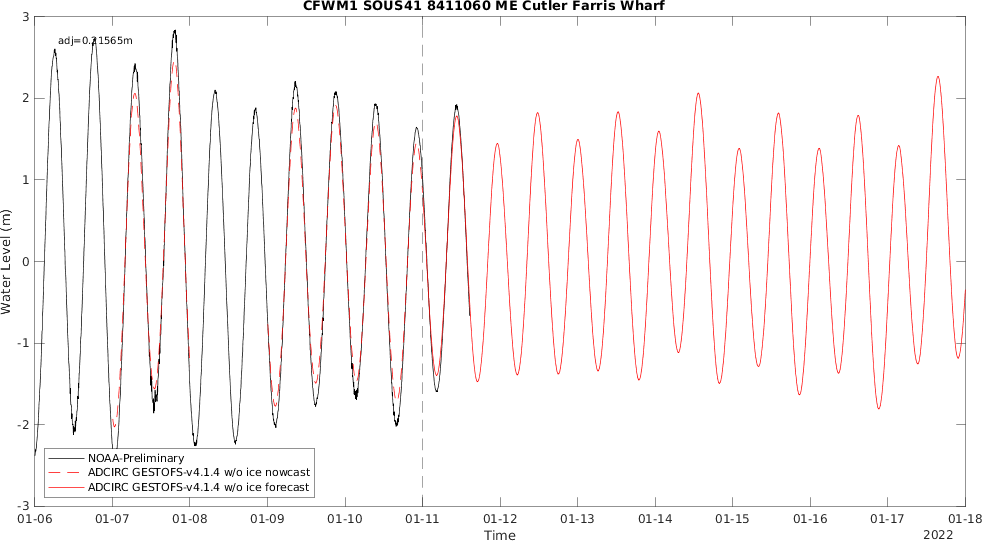 CFWM1 SOUS41 8411060 ME Cutler Farris Wharf
adj=0.21565m
3
2
1
0
-1
-2
-3
Water Level (m)
NOAA-Preliminary
ADCIRC GESTOFS-v4.1.4 w/o ice nowcast
ADCIRC GESTOFS-v4.1.4 w/o ice forecast
01-06 01-07 01-08 01-09 01-10 01-11 01-12 01-13 01-14 01-15 01-16 01-17 01-18
Time
2022